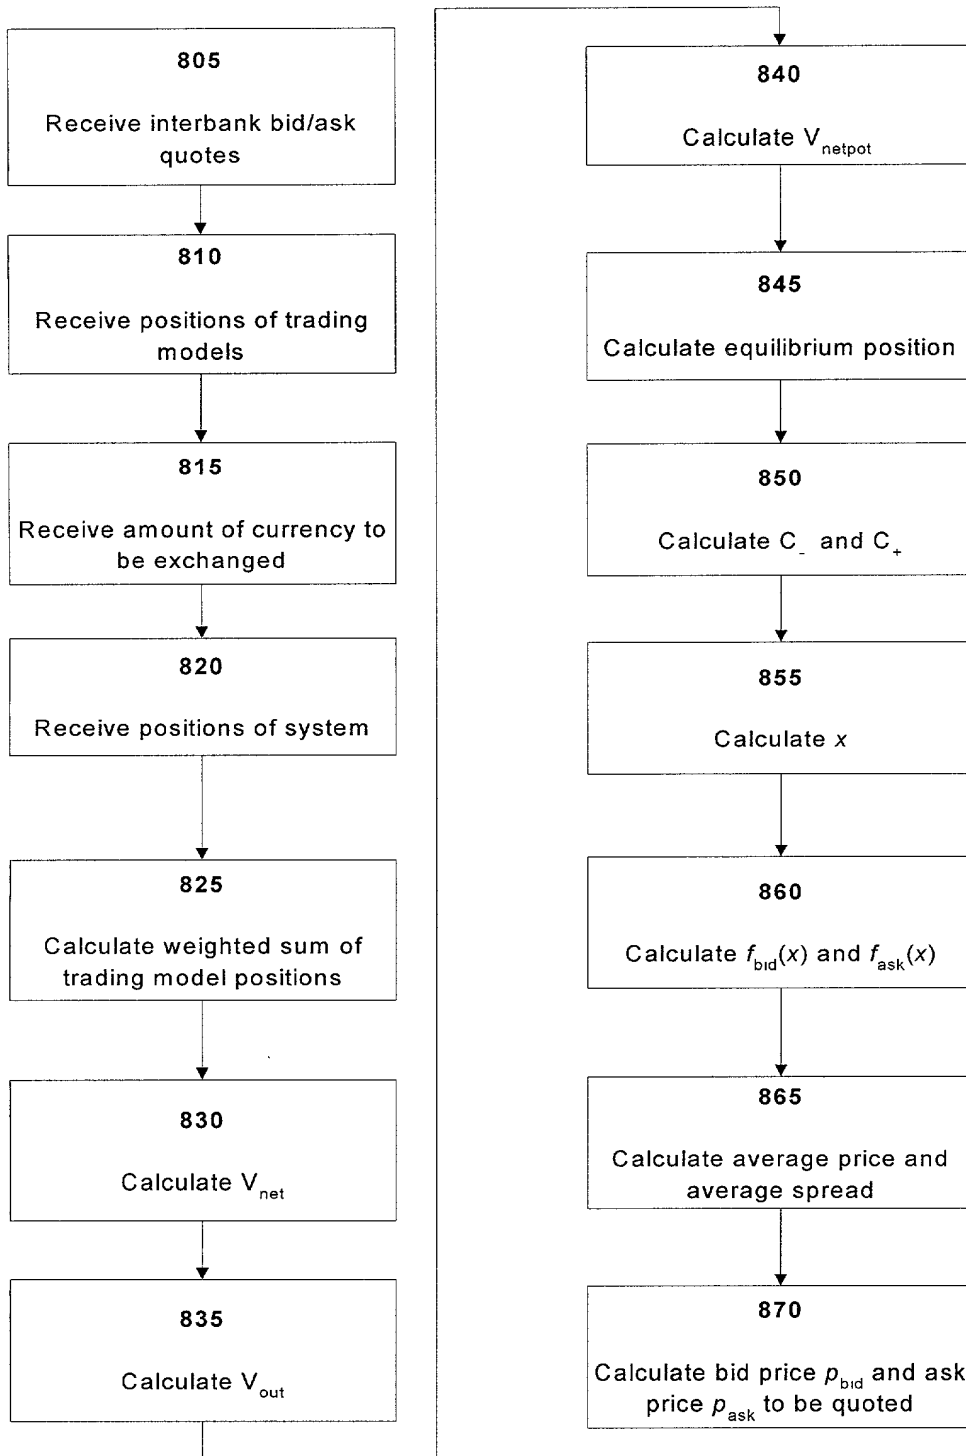 805
Receive interbank bid/ask
quotes
810
Receive positions of trading
models
815
Receive amount of currency to
be exchanged
820
Receive positions of system
825
Calculate weighted sum of
trading model positions
830
Calculate V_net
835
Calculate V_out
840
Calculate V_netpot
845
Calculate equilibrium position
850
Calculate C_- and C_+
855
Calculate x
860
Calculate f_bid(x) and f_ask(x)
865
Calculate average price and
average spread
870
Calculate bid price p_bid and ask
price p_ask to be quoted